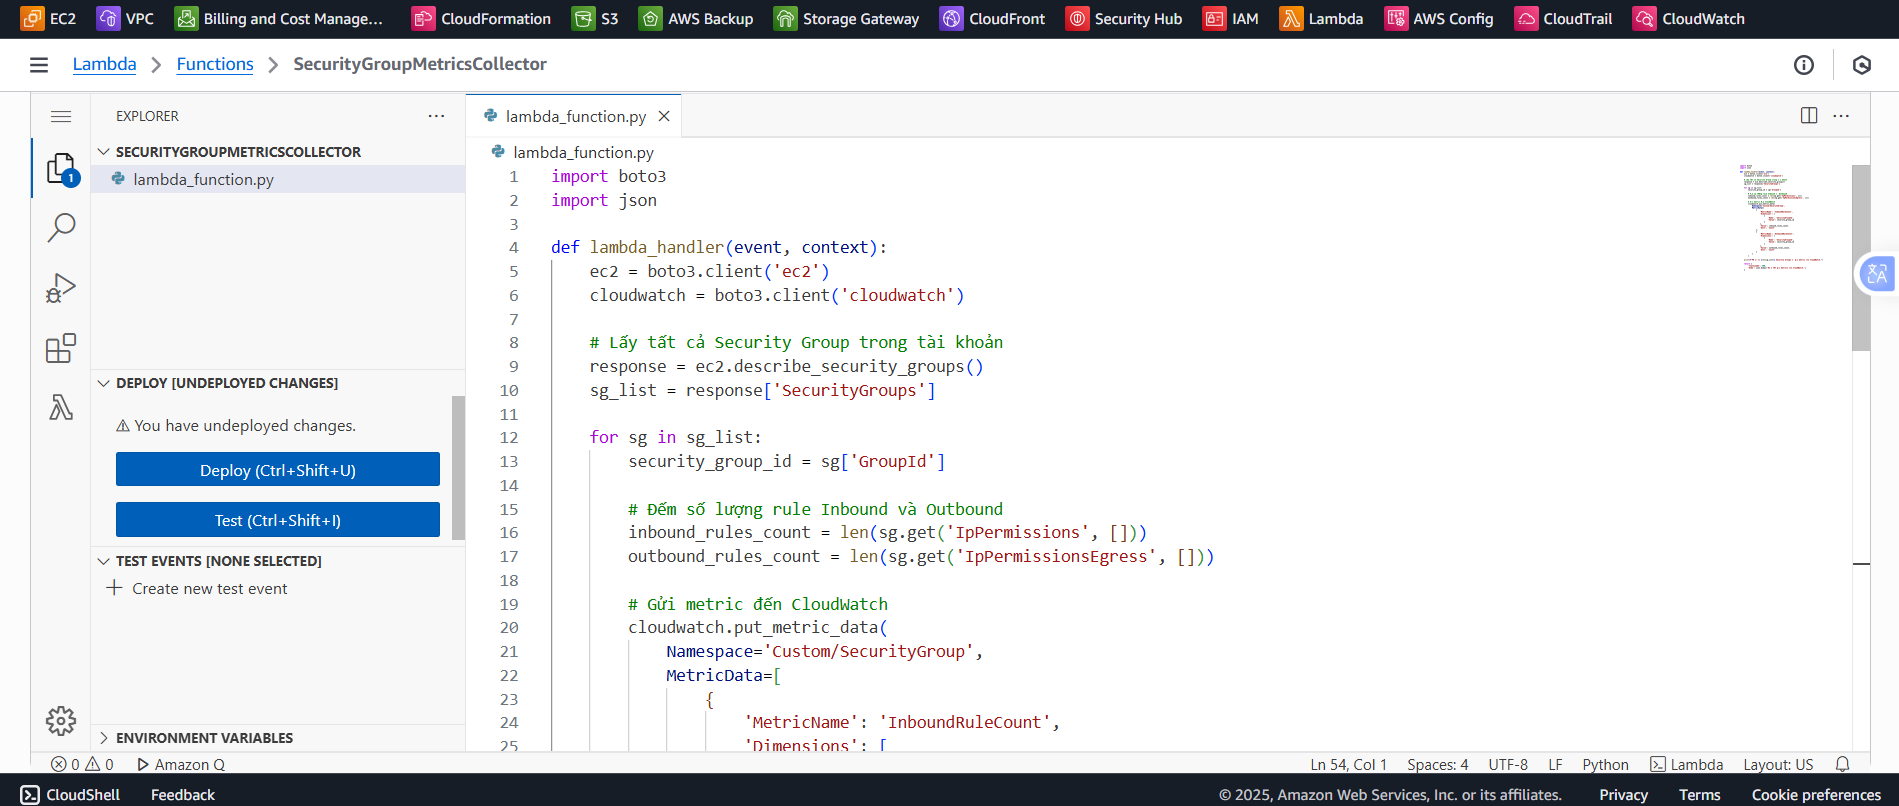 EC2 VPC Billing and Cost Manage... CloudFormation S3 AWS Backup Storage Gateway CloudFront Security Hub IAM Lambda AWS Config CloudTrail CloudWatch
Lambda Functions SecurityGroupMetricsCollector
EXPLORER
SECURITYGROUPMETRICSCOLLECTOR
lambda_function.py
1
DEPLOY [UNDEPLOYED CHANGES]
You have undeployed changes.
Deploy (Ctrl+Shift+U)
Test (Ctrl+Shift+I)
TEST EVENTS [NONE SELECTED]
Create new test event
ENVIRONMENT VARIABLES
lambda_function.py
lambda_function.py
1 import boto3
2 import json
3
4 def lambda_handler(event, context):
5 ec2 = boto3.client('ec2')
6 cloudwatch = boto3.client('cloudwatch')
7
8 # Lấy tất cả Security Group trong tài khoản
9 response = ec2.describe_security_groups()
10 sg_list = response['SecurityGroups']
11
12 for sg in sg_list:
13 security_group_id = sg['GroupId']
14
15 # Đếm số lượng rule Inbound và Outbound
16 inbound_rules_count = len(sg.get('IpPermissions', []))
17 outbound_rules_count = len(sg.get('IpPermissionsEgress', []))
18
19 # Gửi metric đến CloudWatch
20 cloudwatch.put_metric_data(
21 Namespace='Custom/SecurityGroup',
22 MetricData=[
23 {
24 'MetricName': 'InboundRuleCount',
25 'Dimensions': [
0 0 Amazon Q Ln 54, Col 1 Spaces: 4 UTF-8 LF Python Lambda Layout: US
CloudShell Feedback © 2025, Amazon Web Services, Inc. or its affiliates. Privacy Terms Cookie preferences